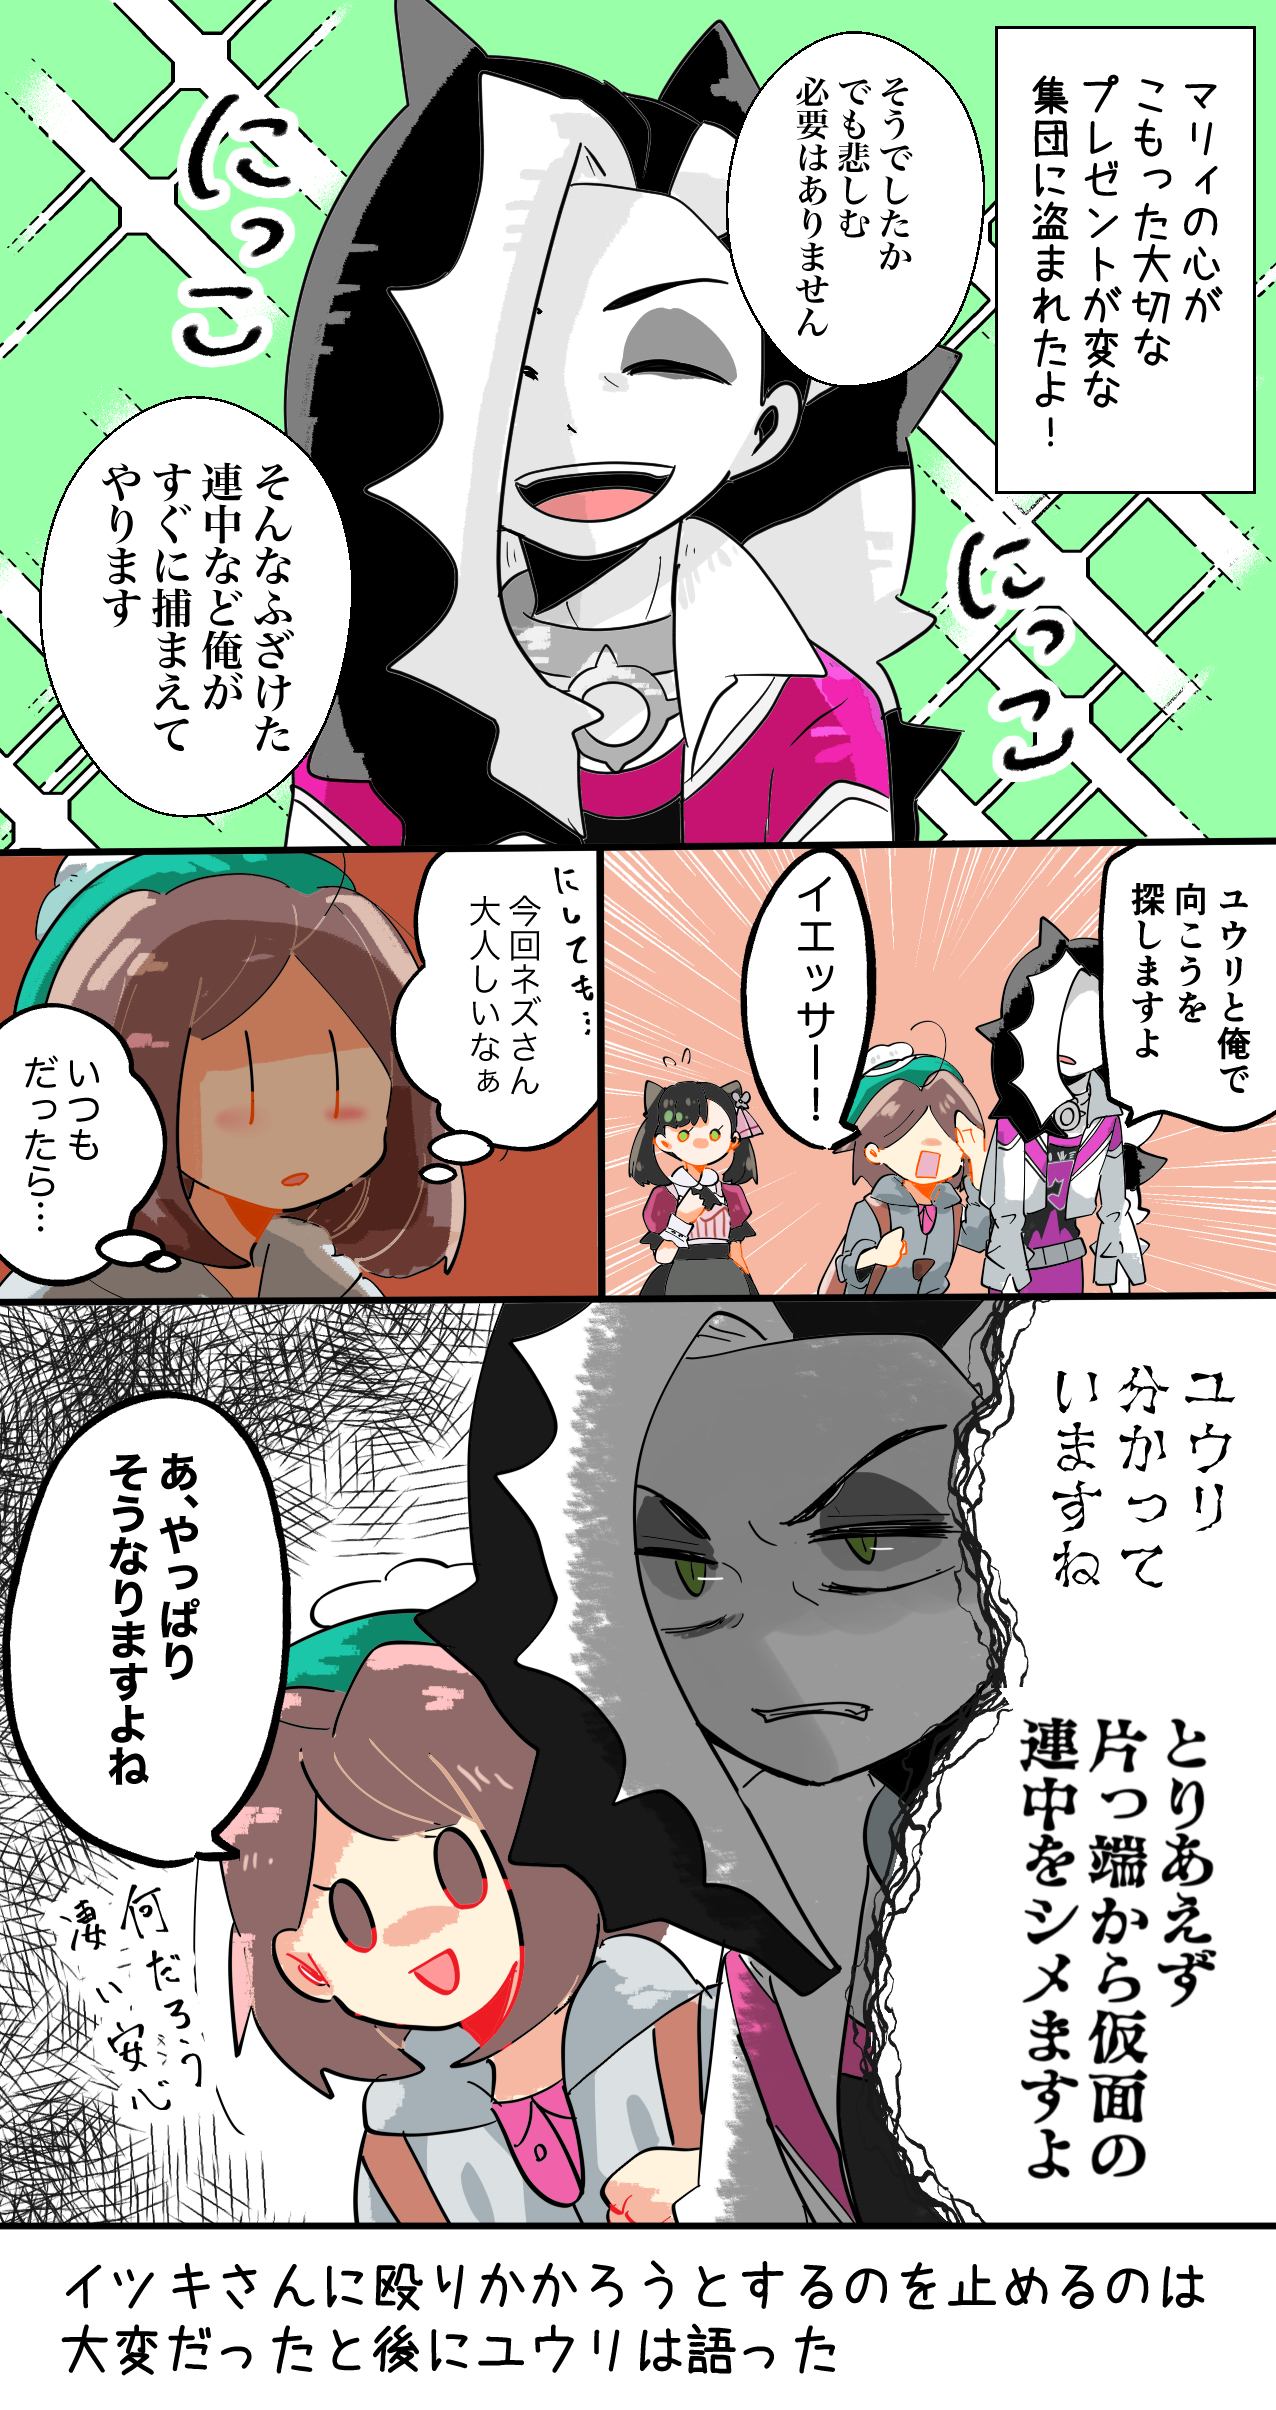 マリィの心が
こもった大切な
プレゼントが変な
集団に盗まれたよ！
そうでしたか
でも悲しむ
必要はありません
にっこ
にっこ
そんなふざけた
連中など俺が
すぐに捕まえて
やります
ユウリと俺で
向こうを
探しますよ
イエッサー！
にしても…
今回ネズさん
大人しいなぁ
いつも
だったら…
ユウリ
分かって
いますね
とりあえず
片っ端から仮面の
連中をシメますよ
あ、やっぱり
そうなりますよね
何だろう
凄い安心
イツキさんに殴りかかろうとするのを止めるのは
大変だったと後にユウリは語った